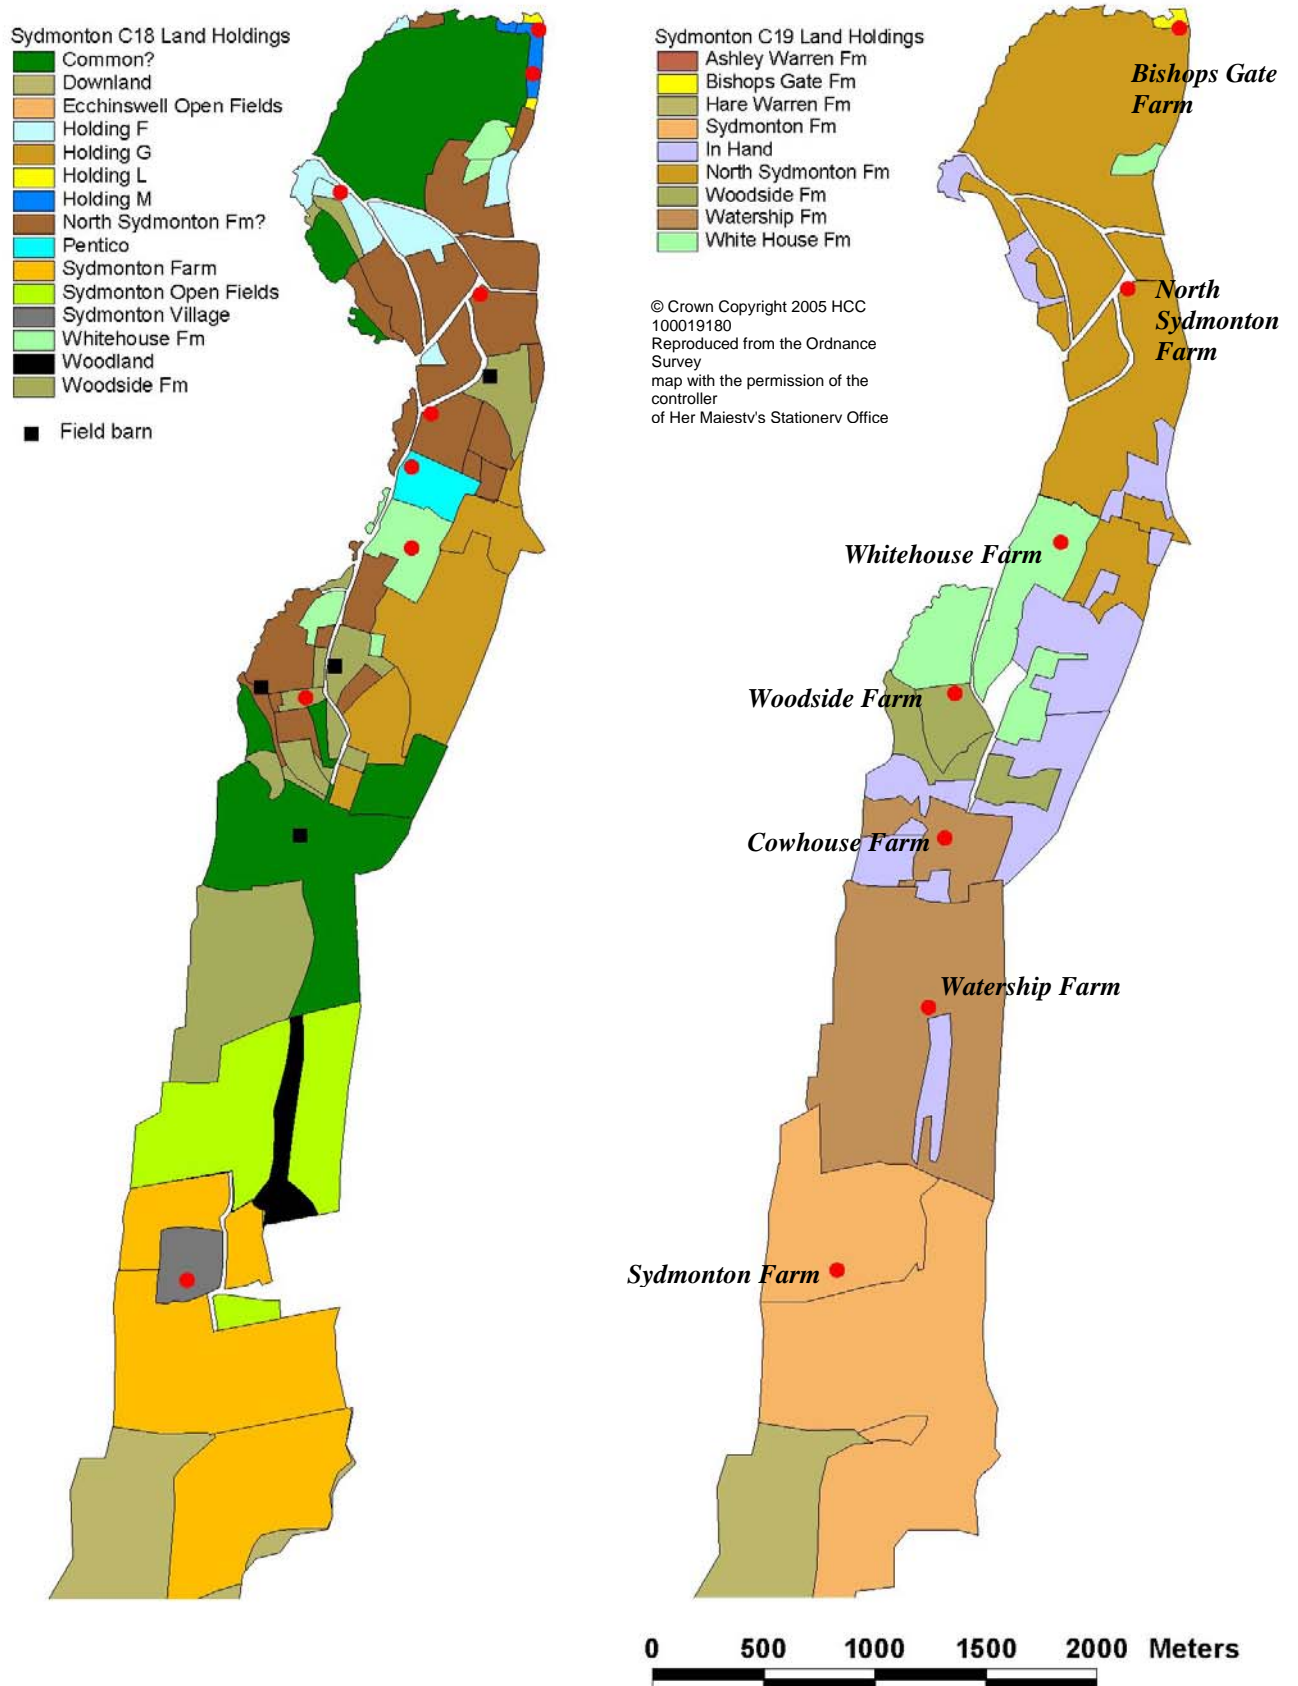 Sydmonton C18 Land Holdings
Common?
Downland
Ecchinswell Open Fields
Holding F
Holding G
Holding L
Holding M
North Sydmonton Fm?
Pentico
Sydmonton Farm
Sydmonton Open Fields
Sydmonton Village
Whitehouse Fm
Woodland
Woodside Fm
Field barn
Sydmonton C19 Land Holdings
Ashley Warren Fm
Bishops Gate Fm
Hare Warren Fm
Sydmonton Fm
In Hand
North Sydmonton Fm
Woodside Fm
Watership Fm
White House Fm
© Crown Copyright 2005 HCC
100019180
Reproduced from the Ordnance
Survey
map with the permission of the
controller
of Her Majesty's Stationery Office
Bishops Gate
Farm
North
Sydmonton
Farm
Whitehouse Farm
Woodside Farm
Cowhouse Farm
Watership Farm
Sydmonton Farm
0 500 1000 1500 2000 Meters